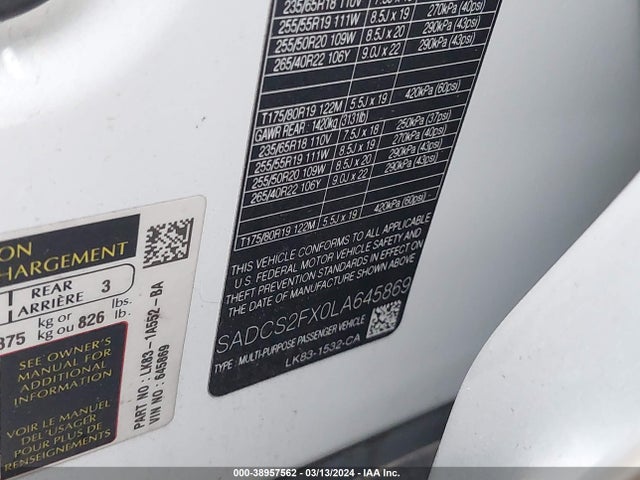 235/65R18 110V 7.5J x 18
255/55R19 111W 8.5J x 19 270kPa (40psi)
255/50R20 109W 8.5J x 20 290kPa (43psi)
265/40R22 106Y 9.0J x 22 290kPa (43psi)
T175/80R19 122M 5.5J x 19 420kPa (60psi)
GAWR REAR 1420kg (3131lb)
235/65R18 110V 7.5J x 18 250kPa (37psi)
255/55R19 111W 8.5J x 19 270kPa (40psi)
255/50R20 109W 8.5J x 20 290kPa (43psi)
265/40R22 106Y 9.0J x 22 290kPa (43psi)
T175/80R19 122M 5.5J x 19 420kPa (60psi)
THIS VEHICLE CONFORMS TO ALL APPLICABLE
U.S. FEDERAL MOTOR VEHICLE SAFETY AND
THEFT PREVENTION STANDARDS IN EFFECT
ON THE DATE OF MANUFACTURE SHOWN ABOVE
SADCS2FX0LA645869
TYPE : MULTI-PURPOSE PASSENGER VEHICLE
LK83-1532-CA
ION
CHARGEMENT
REAR
ARRIÈRE 3
375 kg or
kg ou 826 lbs.
lb.
SEE OWNER'S
MANUAL FOR
ADDITIONAL
INFORMATION
VOIR LE MANUEL
DE L'USAGER
POUR PLUS DE
RENSEIGNEMENTS
PART NO : LK83-1A552-BA
VIN NO : 645869
000-38957562 — 03/13/2024 — IAA Inc.